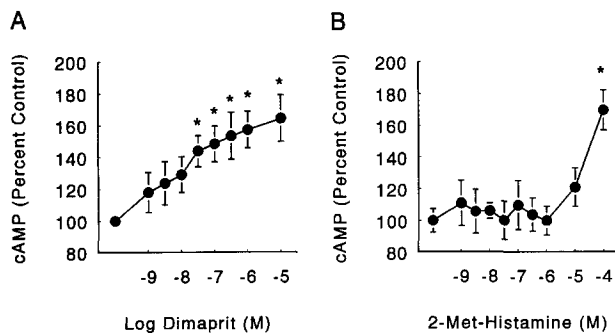 A
B
cAMP (Percent Control)
200
180
160
140
120
100
80
* * * * *
-9 -8 -7 -6 -5
Log Dimaprit (M)
cAMP (Percent Control)
200
180
160
140
120
100
80
*
-9 -8 -7 -6 -5 -4
2-Met-Histamine (M)